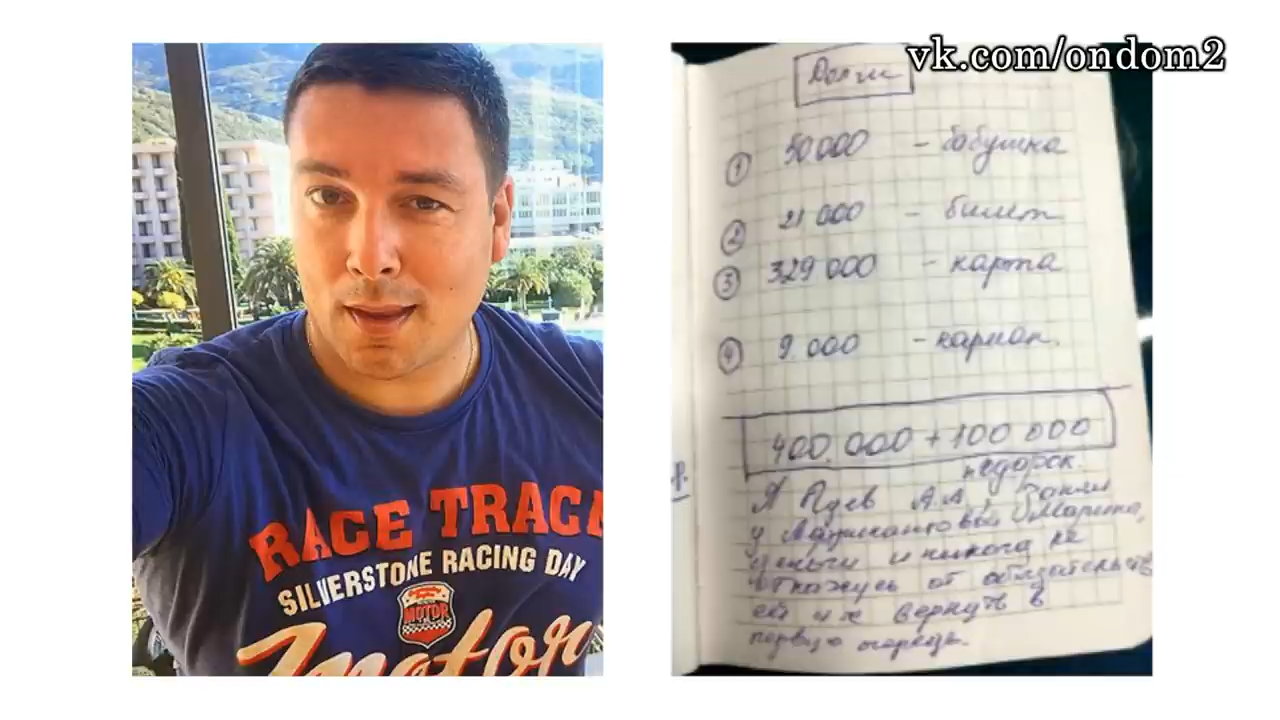 vk.com/ondom2
RACE TRACK
SILVERSTONE RACING DAY
MOTOR
Motor
Долги
① 50 000 - бабушка
② 21 000 - билет
③ 329 000 - карта
④ 9 000 - карман.
400.000 + 100 000
Я Гуев А.А, Занял
у Марина,
деньги и никогда не
откажусь от обязательств
ей их вернуть в
первую очередь.